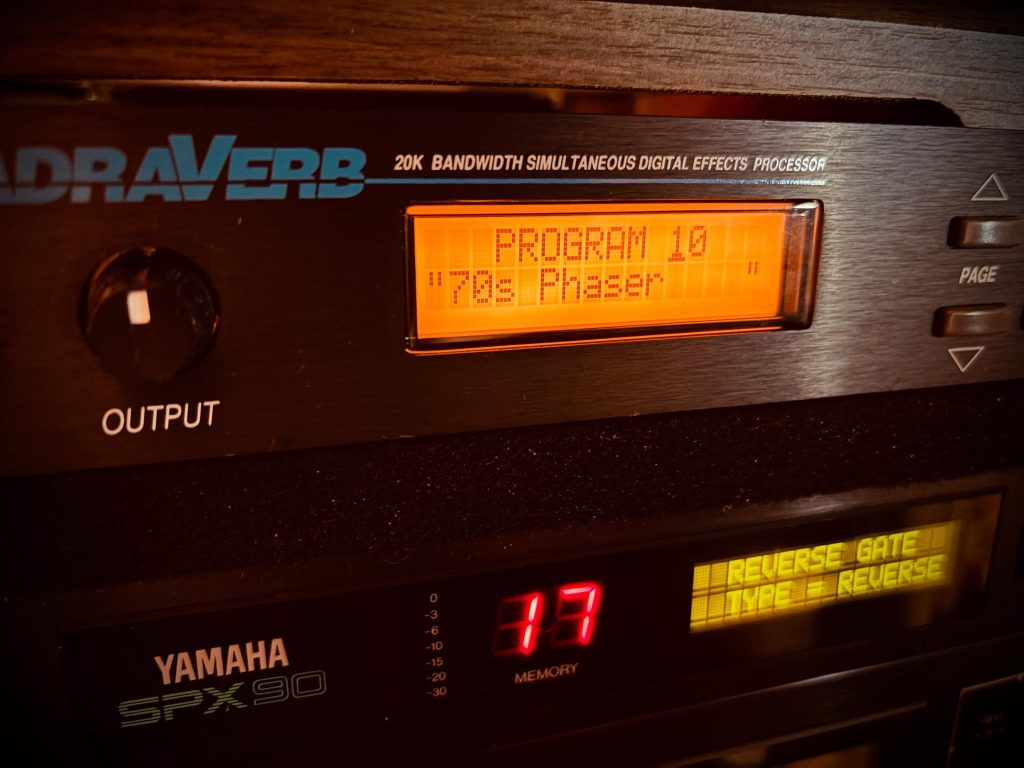 ADRAVERB
20K BANDWIDTH SIMULTANEOUS DIGITAL EFFECTS PROCESSOR
PROGRAM 10
"70s Phaser "
PAGE
OUTPUT
REVERSE GATE
TYPE = REVERSE
0
-3
-6
-10
-15
-20
-30
17
MEMORY
YAMAHA
SPX90